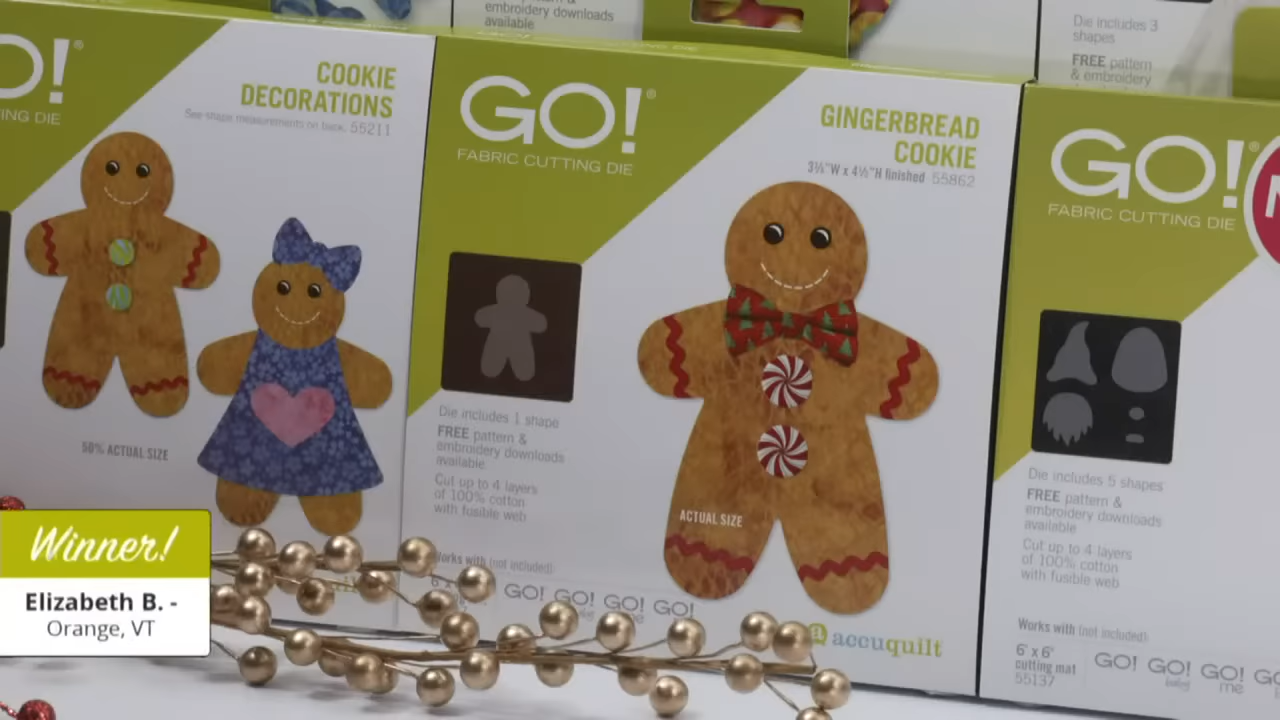 embroidery downloads
available
Die includes 3
shapes
FREE pattern
& embroidery
GO!®
CUTTING DIE
COOKIE
DECORATIONS
See shape measurements on back. 55211
50% ACTUAL SIZE
GO!®
FABRIC CUTTING DIE
GINGERBREAD
COOKIE
3½"W x 4½"H finished 55862
Die includes 1 shape
FREE pattern &
embroidery downloads
available
Cut up to 4 layers
of 100% cotton
with fusible web
Works with (not included):
GO! GO! GO! GO!
me
ACTUAL SIZE
accuquilt
GO!®
FABRIC CUTTING DIE
Die includes 5 shapes
FREE pattern &
embroidery downloads
available
Cut up to 4 layers
of 100% cotton
with fusible web
Works with (not included):
6" x 6"
cutting mat
55137
GO! GO! GO! GO
baby me
Winner!
Elizabeth B. -
Orange, VT